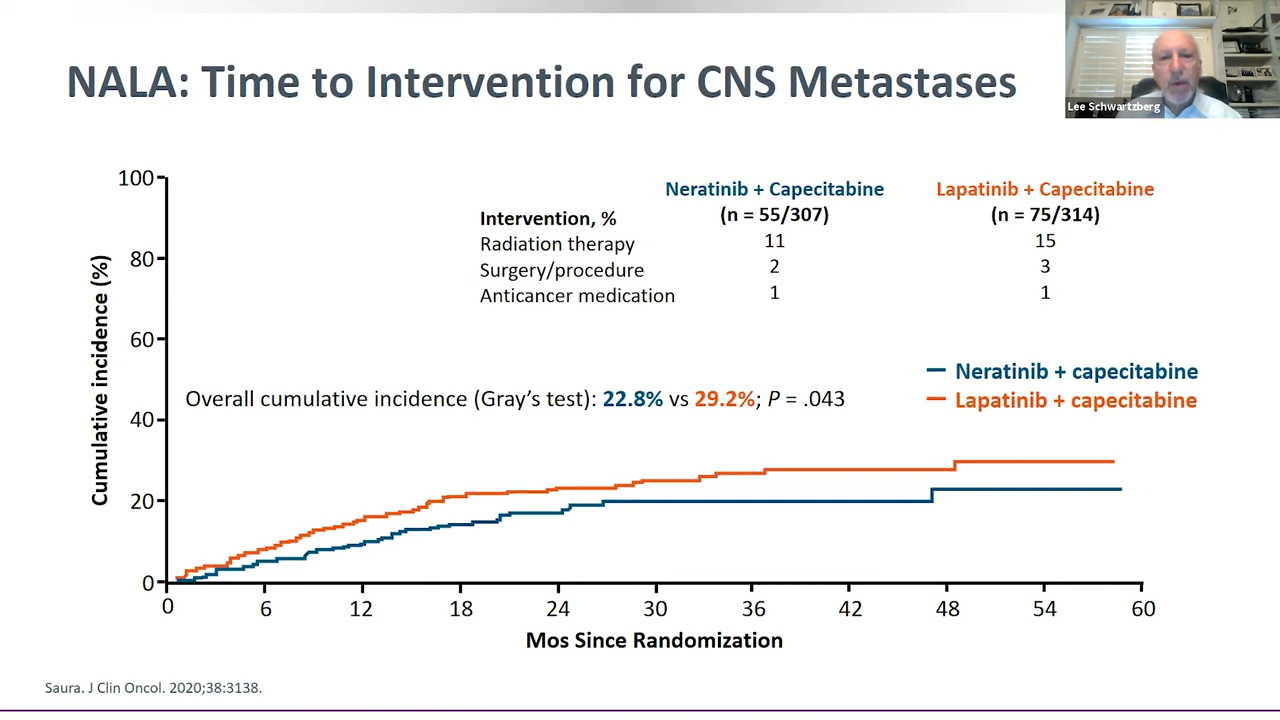 NALA: Time to Intervention for CNS Metastases
Lee Schwartzberg
Neratinib + Capecitabine Lapatinib + Capecitabine
Intervention, % (n = 55/307) (n = 75/314)
Radiation therapy 11 15
Surgery/procedure 2 3
Anticancer medication 1 1
Neratinib + capecitabine
Lapatinib + capecitabine
Overall cumulative incidence (Gray's test): 22.8% vs 29.2%; P = .043
Cumulative incidence (%)
100
80
60
40
20
0
0 6 12 18 24 30 36 42 48 54 60
Mos Since Randomization
Saura. J Clin Oncol. 2020;38:3138.